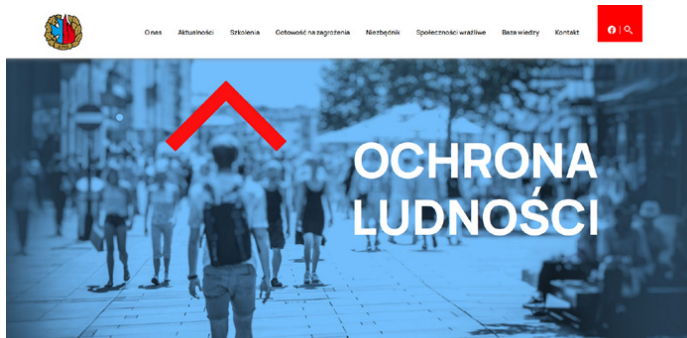 O nas Aktualności Szkolenia Gotowość na zagrożenia Niezbędnik Społeczności wrażliwe Baza wiedzy Kontakt
OCHRONA
LUDNOŚCI